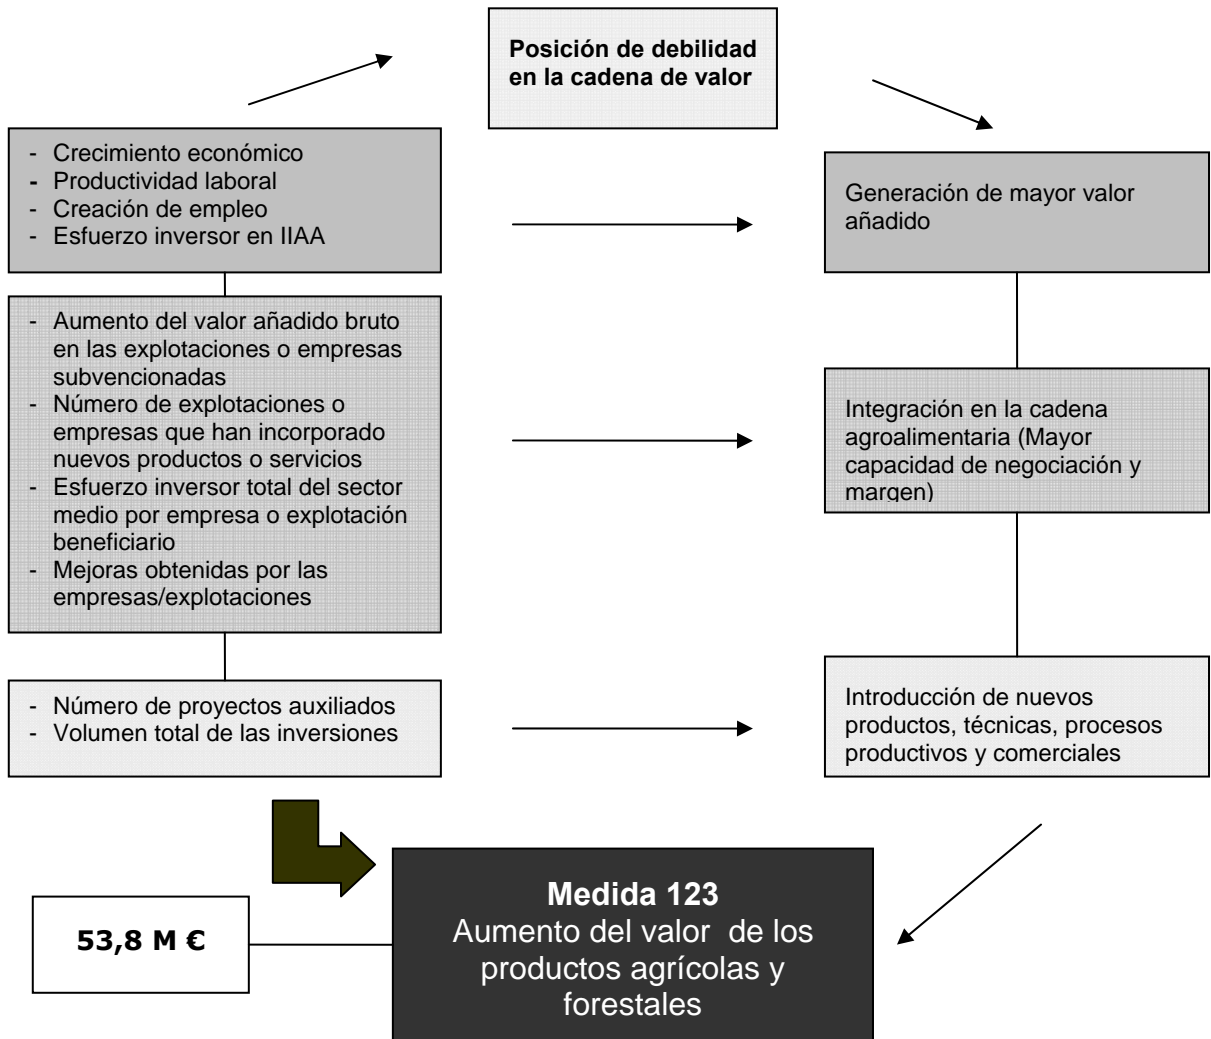 Posición de debilidad
en la cadena de valor
- Crecimiento económico
- Productividad laboral
- Creación de empleo
- Esfuerzo inversor en IIAA
Generación de mayor valor
añadido
- Aumento del valor añadido bruto
en las explotaciones o empresas
subvencionadas
- Número de explotaciones o
empresas que han incorporado
nuevos productos o servicios
- Esfuerzo inversor total del sector
medio por empresa o explotación
beneficiario
- Mejoras obtenidas por las
empresas/explotaciones
Integración en la cadena
agroalimentaria (Mayor
capacidad de negociación y
margen)
- Número de proyectos auxiliados
- Volumen total de las inversiones
Introducción de nuevos
productos, técnicas, procesos
productivos y comerciales
53,8 M €
Medida 123
Aumento del valor de los
productos agrícolas y
forestales